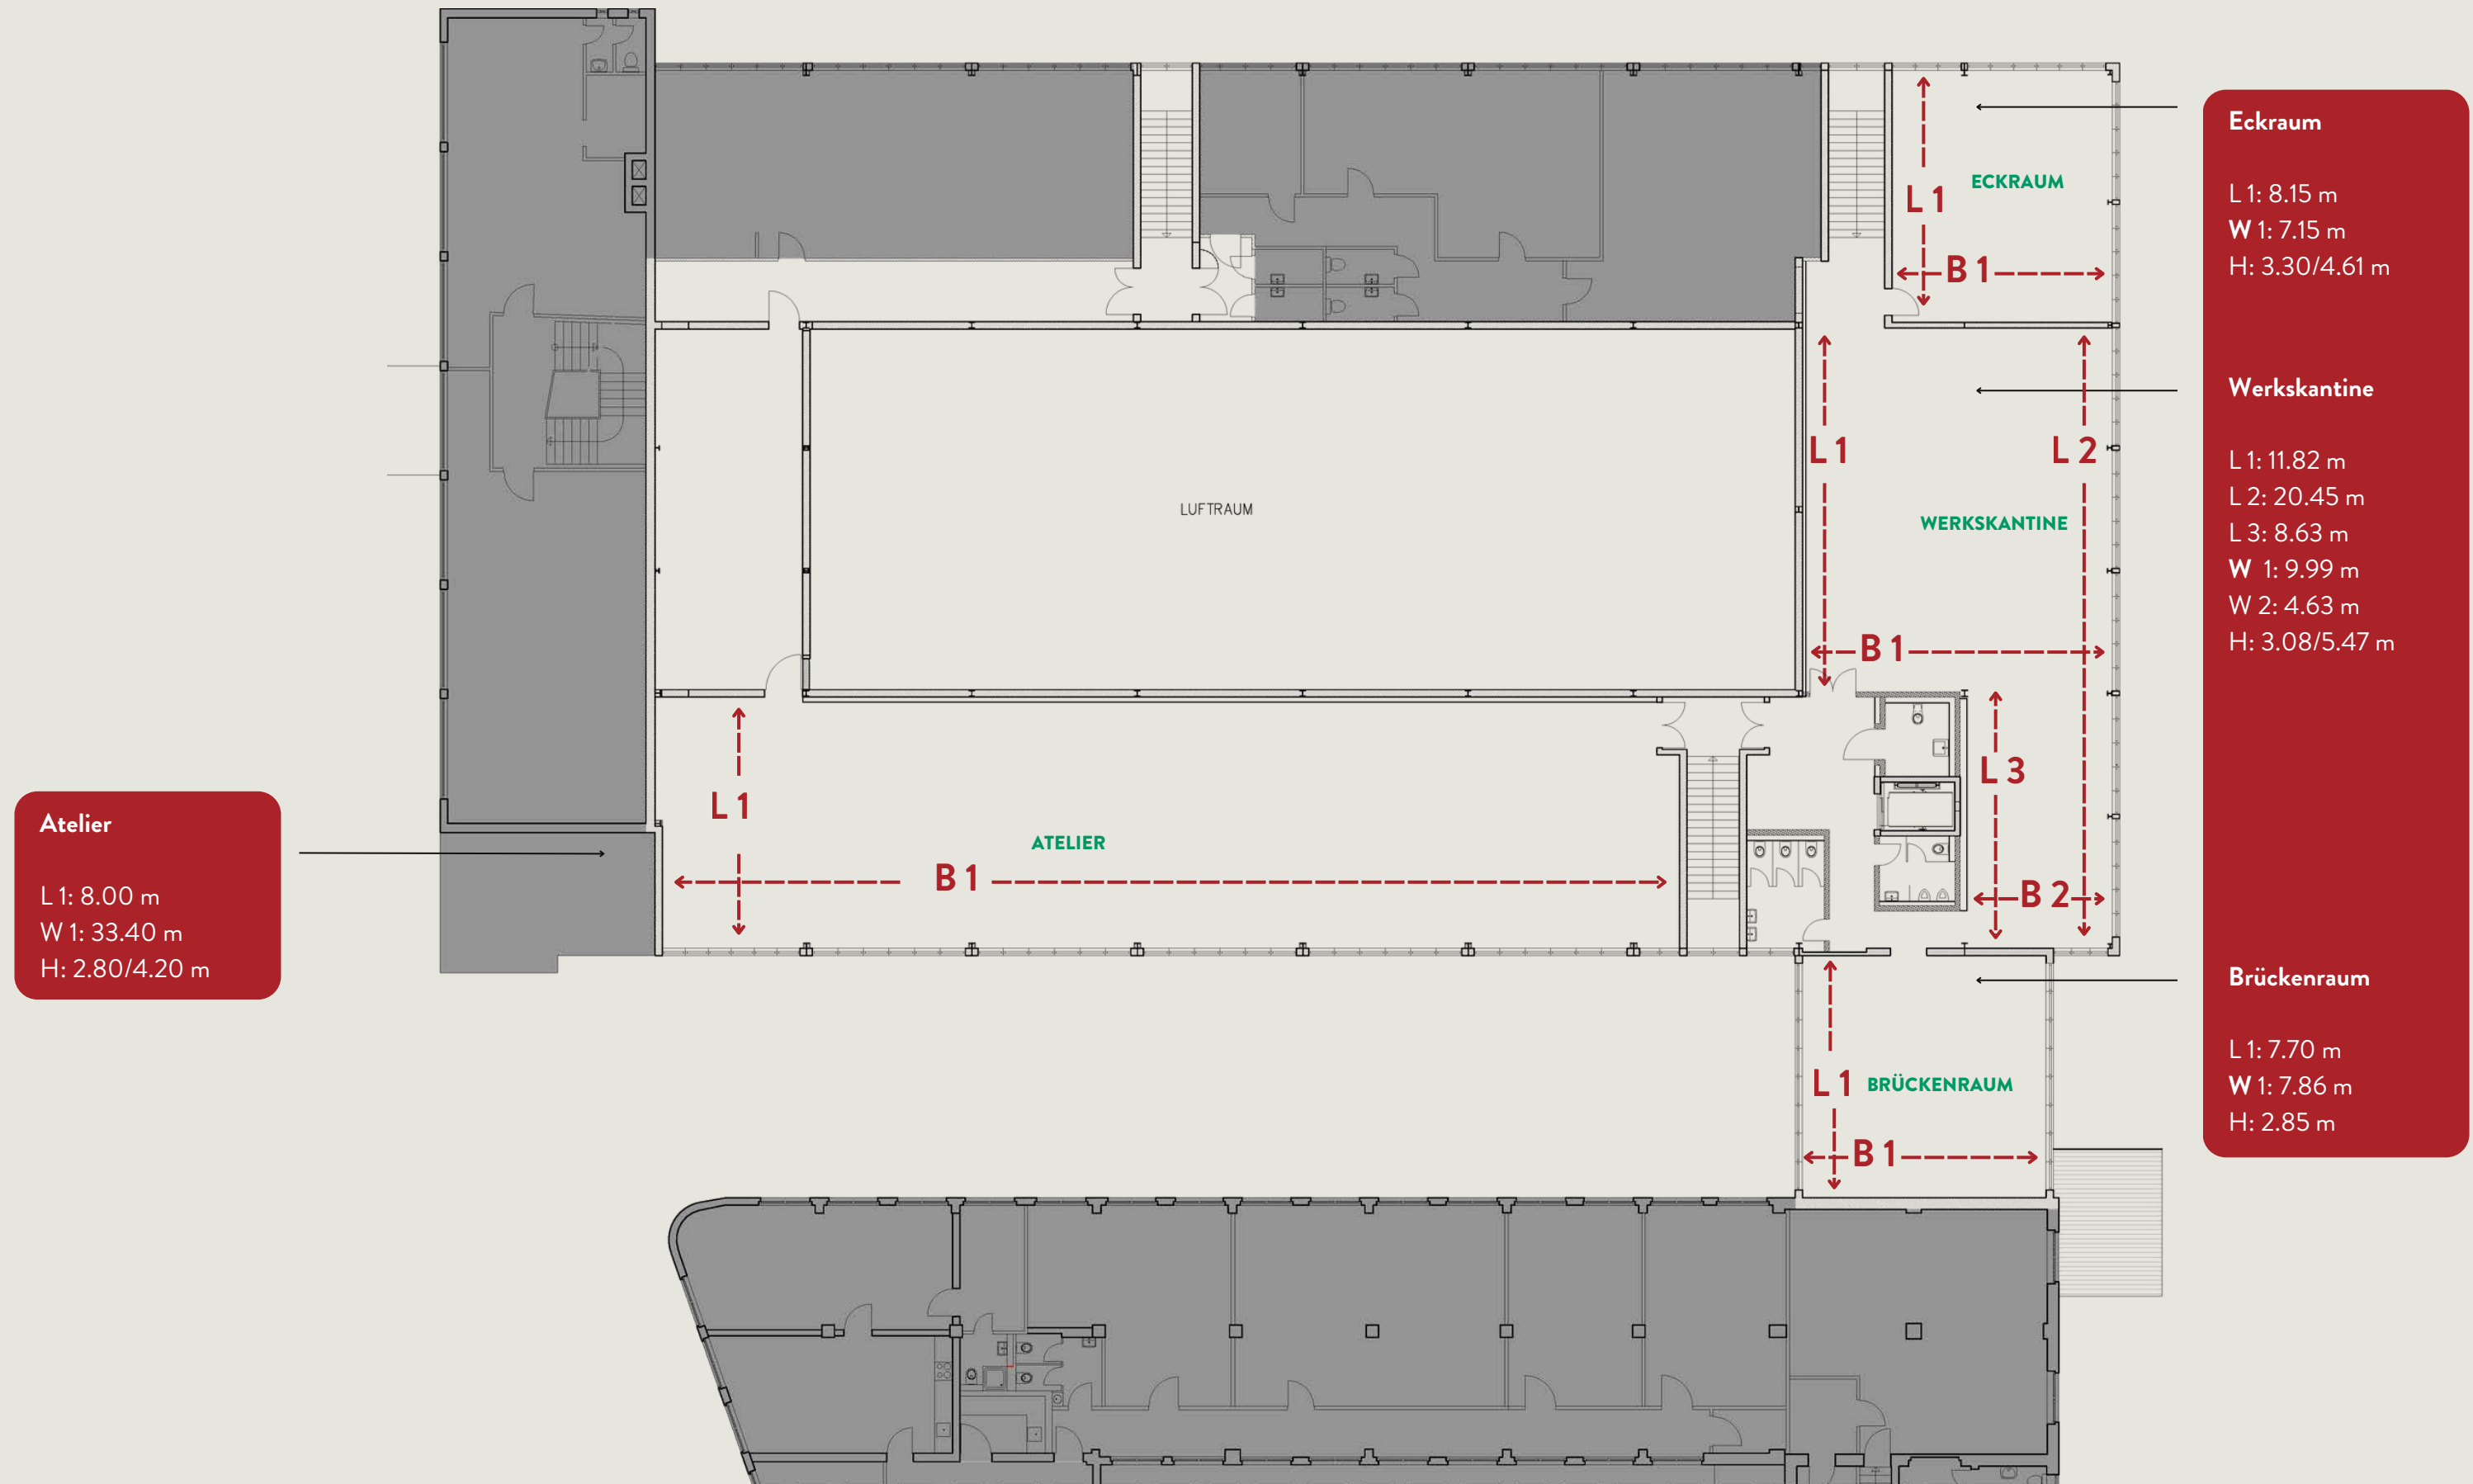 Eckraum
L 1: 8.15 m
W 1: 7.15 m
H: 3.30/4.61 m
Werkskantine
L 1: 11.82 m
L 2: 20.45 m
L 3: 8.63 m
W 1: 9.99 m
W 2: 4.63 m
H: 3.08/5.47 m
Brückenraum
L 1: 7.70 m
W 1: 7.86 m
H: 2.85 m
Atelier
L 1: 8.00 m
W 1: 33.40 m
H: 2.80/4.20 m
ECKRAUM
L 1
B 1
L 1
L 2
LUFTRAUM
WERKSKANTINE
B 1
L 3
L 1
ATELIER
B 1
B 2
L 1
BRÜCKENRAUM
B 1